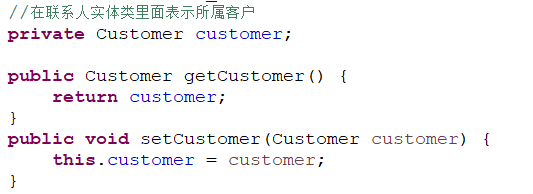 //在联系人实体类里面表示所属客户
private Customer customer;

public Customer getCustomer() {
    return customer;
}
public void setCustomer(Customer customer) {
    this.customer = customer;
}